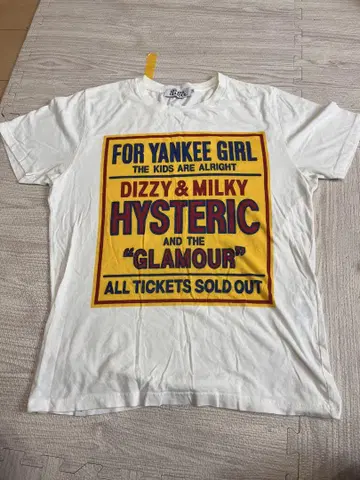 FOR YANKEE GIRL
THE KIDS ARE ALRIGHT
DIZZY & MILKY
HYSTERIC
AND THE
"GLAMOUR"
ALL TICKETS SOLD OUT